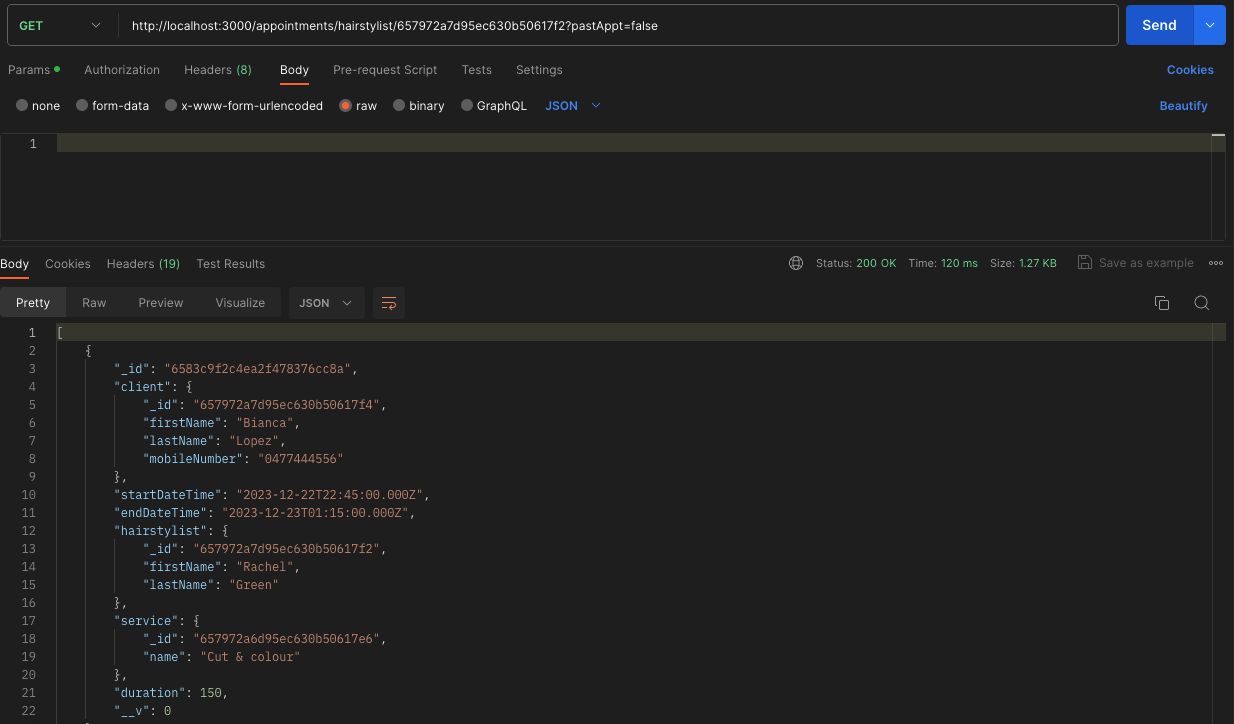 GET http://localhost:3000/appointments/hairstylist/657972a7d95ec630b50617f2?pastAppt=false Send
Params Authorization Headers (8) Body Pre-request Script Tests Settings Cookies
none form-data x-www-form-urlencoded raw binary GraphQL JSON Beautify
1
Body Cookies Headers (19) Test Results Status: 200 OK Time: 120 ms Size: 1.27 KB Save as example
Pretty Raw Preview Visualize JSON
1 [
2 {
3 "_id": "6583c9f2c4ea2f478376cc8a",
4 "client": {
5 "_id": "657972a7d95ec630b50617f4",
6 "firstName": "Bianca",
7 "lastName": "Lopez",
8 "mobileNumber": "0477444556"
9 },
10 "startDateTime": "2023-12-22T22:45:00.000Z",
11 "endDateTime": "2023-12-23T01:15:00.000Z",
12 "hairstylist": {
13 "_id": "657972a7d95ec630b50617f2",
14 "firstName": "Rachel",
15 "lastName": "Green"
16 },
17 "service": {
18 "_id": "657972a6d95ec630b50617e6",
19 "name": "Cut & colour"
20 },
21 "duration": 150,
22 "__v": 0